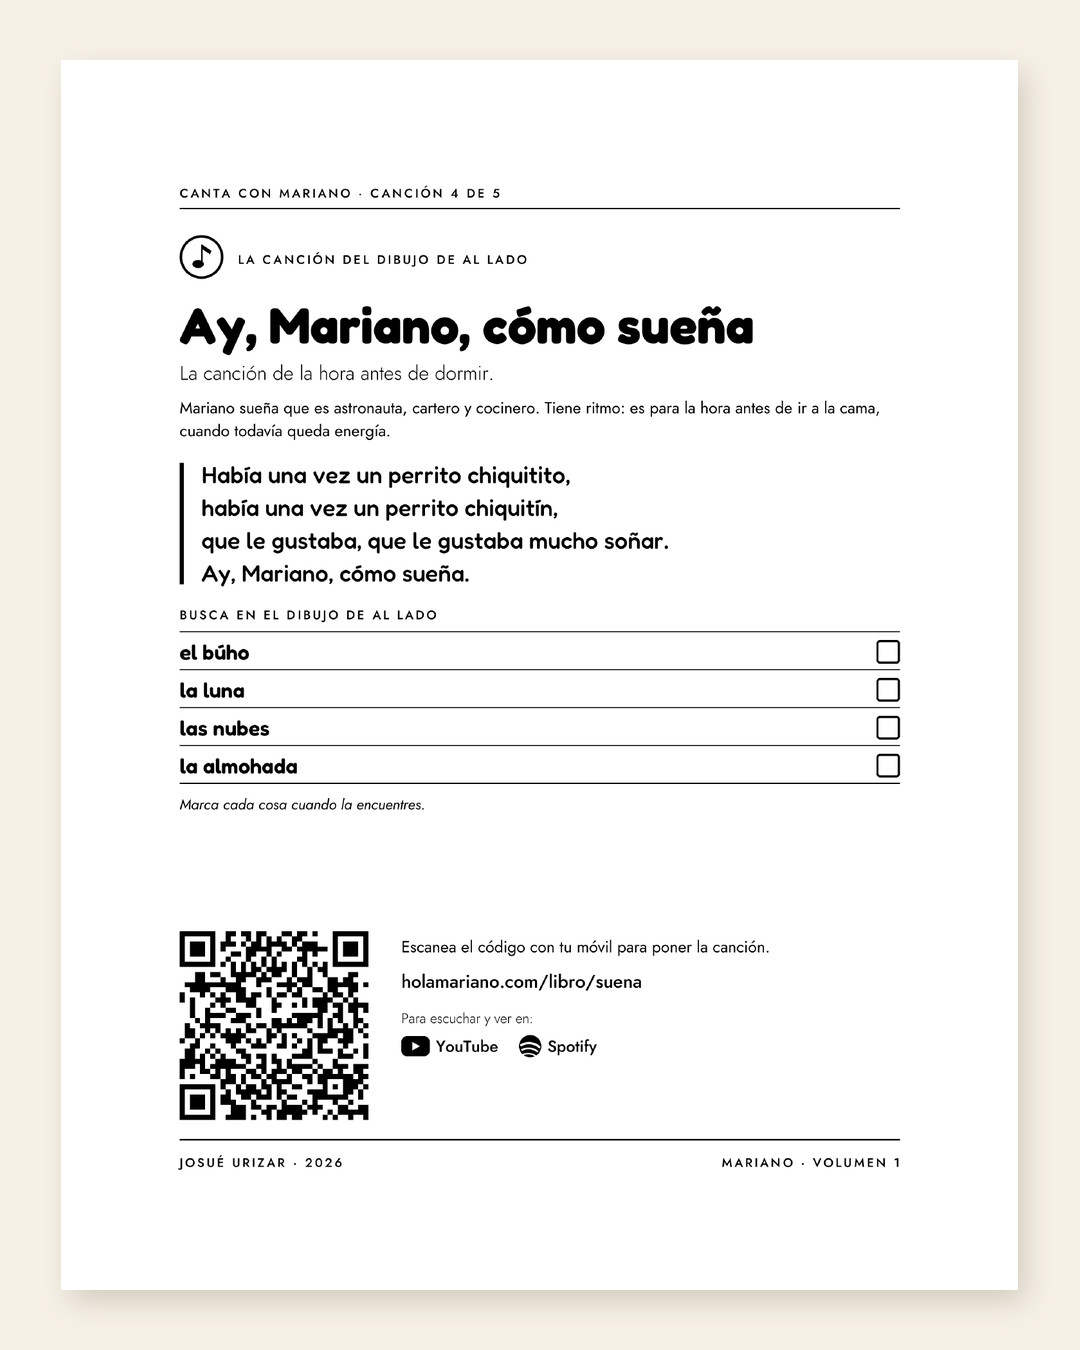 CANTA CON MARIANO · CANCIÓN 4 DE 5
LA CANCIÓN DEL DIBUJO DE AL LADO
Ay, Mariano, cómo sueña
La canción de la hora antes de dormir.
Mariano sueña que es astronauta, cartero y cocinero. Tiene ritmo: es para la hora antes de ir a la cama,
cuando todavía queda energía.
Había una vez un perrito chiquitito,
había una vez un perrito chiquitín,
que le gustaba, que le gustaba mucho soñar.
Ay, Mariano, cómo sueña.
BUSCA EN EL DIBUJO DE AL LADO
el búho
la luna
las nubes
la almohada
Marca cada cosa cuando la encuentres.
Escanea el código con tu móvil para poner la canción.
holamariano.com/libro/suena
Para escuchar y ver en:
YouTube Spotify
JOSUÉ URIZAR · 2026 MARIANO · VOLUMEN 1